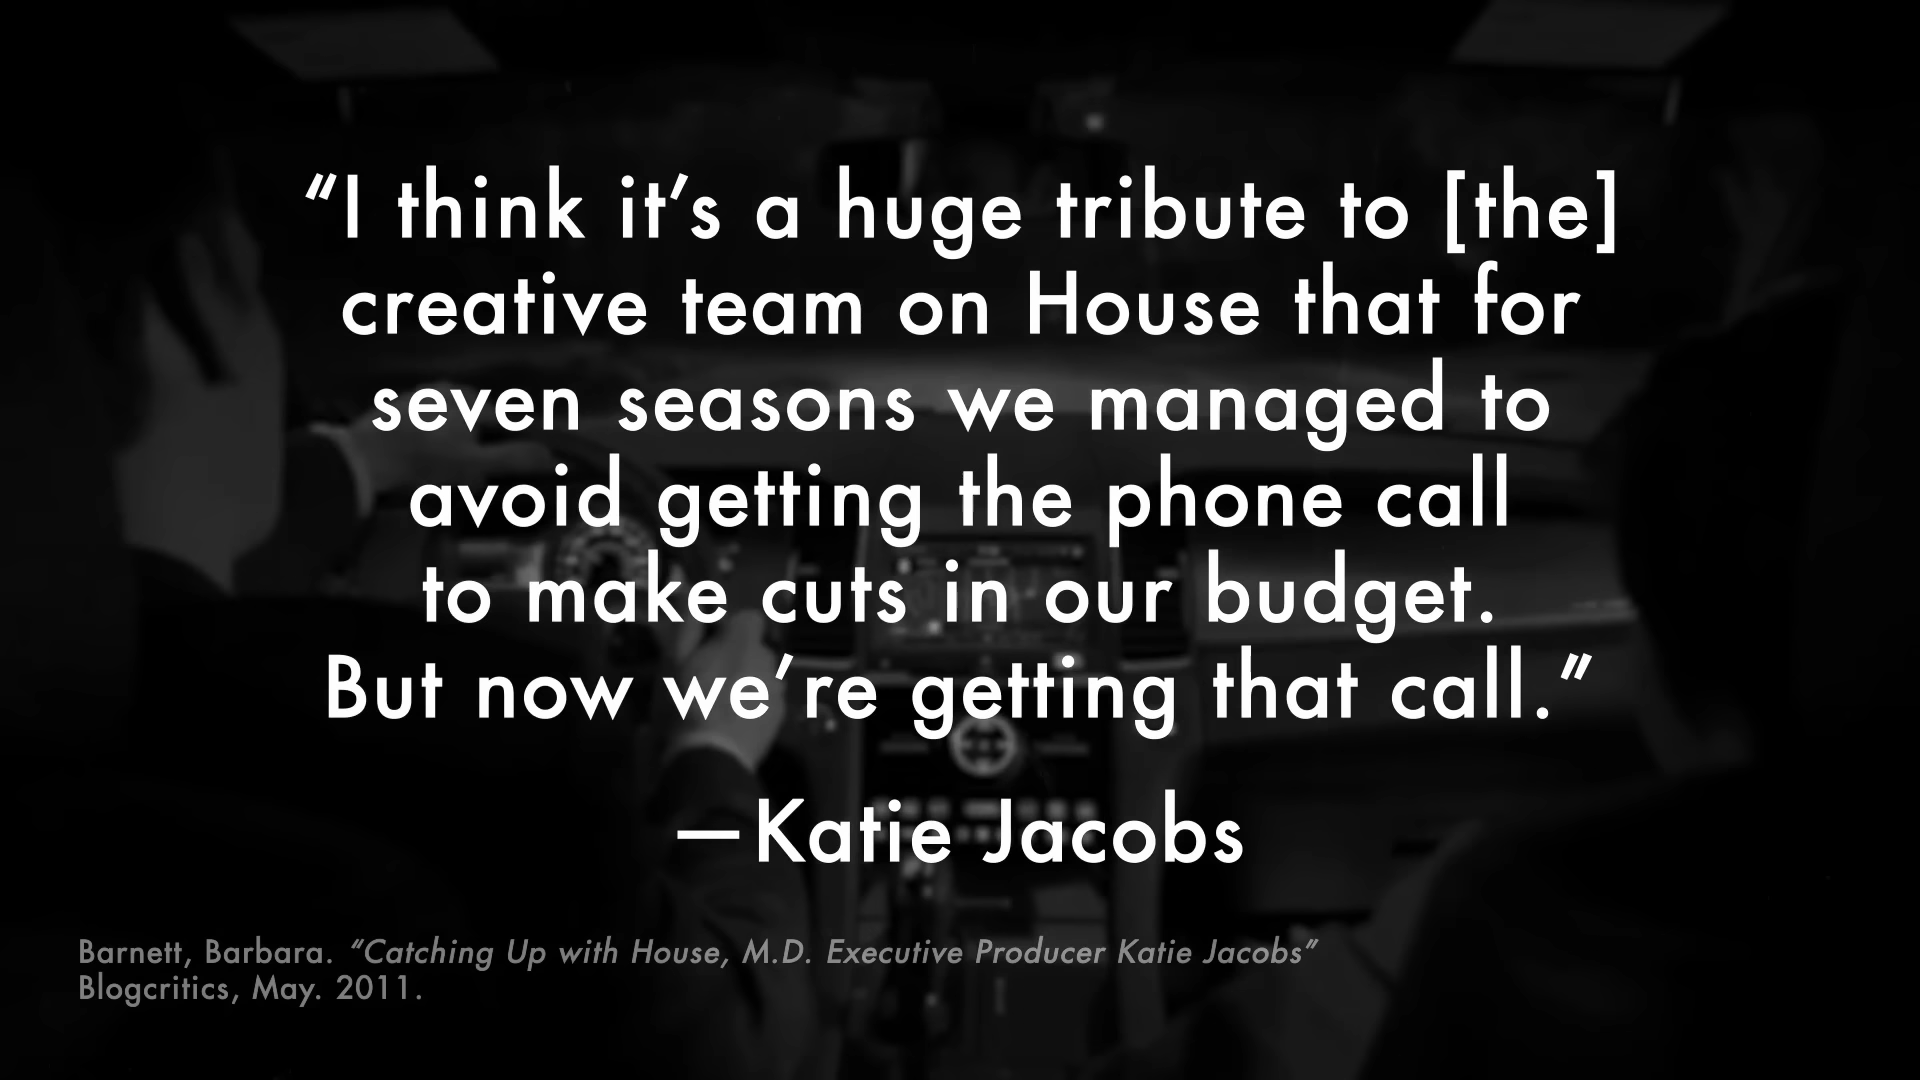 “I think it’s a huge tribute to [the]
creative team on House that for
seven seasons we managed to
avoid getting the phone call
to make cuts in our budget.
But now we’re getting that call.”
—Katie Jacobs
Barnett, Barbara. “Catching Up with House, M.D. Executive Producer Katie Jacobs”
Blogcritics, May. 2011.